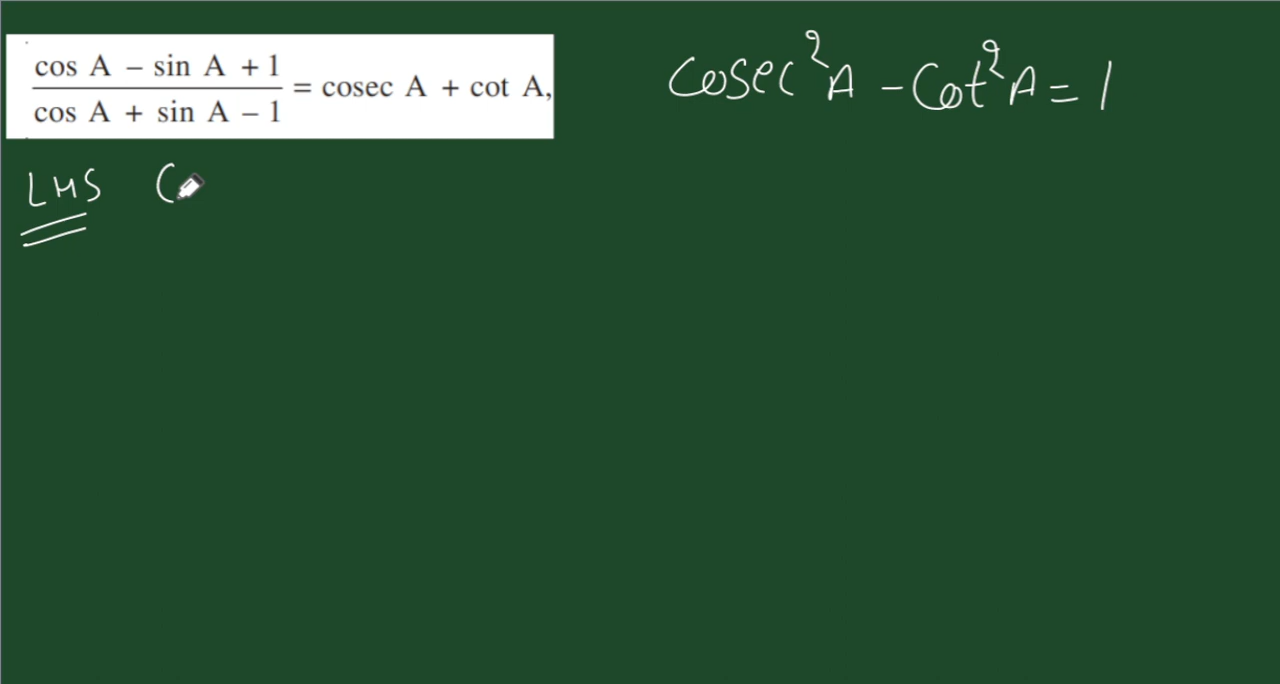 cos A – sin A + 1
cos A + sin A – 1
= cosec A + cot A,
Cosec²A - Cot²A = 1
LHS (